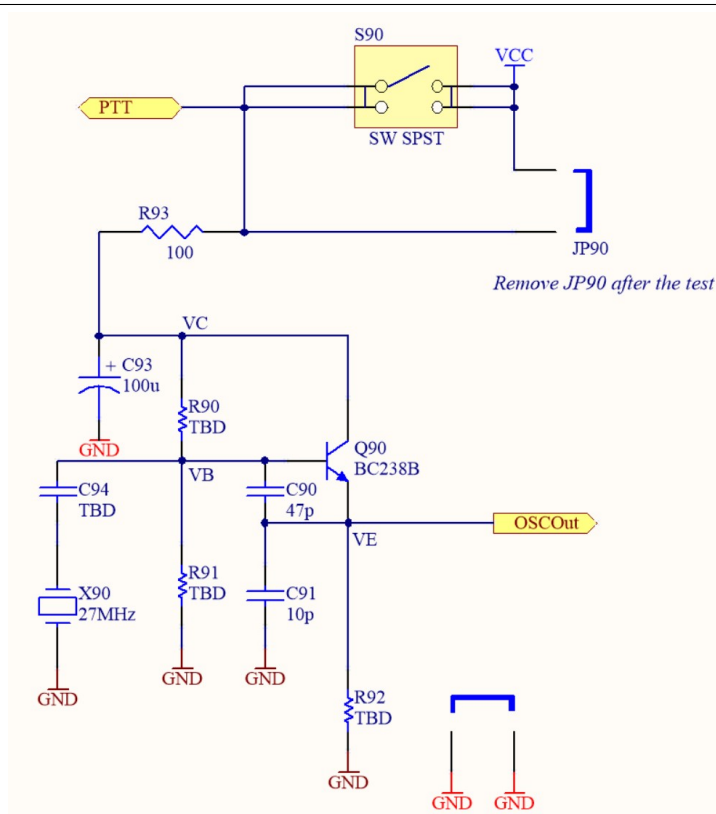 S90
VCC
PTT
SW SPST
R93
100
JP90
Remove JP90 after the test
VC
+ C93
100u
R90
TBD
GND
Q90
BC238B
VB
C94
TBD
C90
47p
OSCOut
VE
X90
27MHz
R91
TBD
C91
10p
GND
GND
GND
R92
TBD
GND
GND
GND